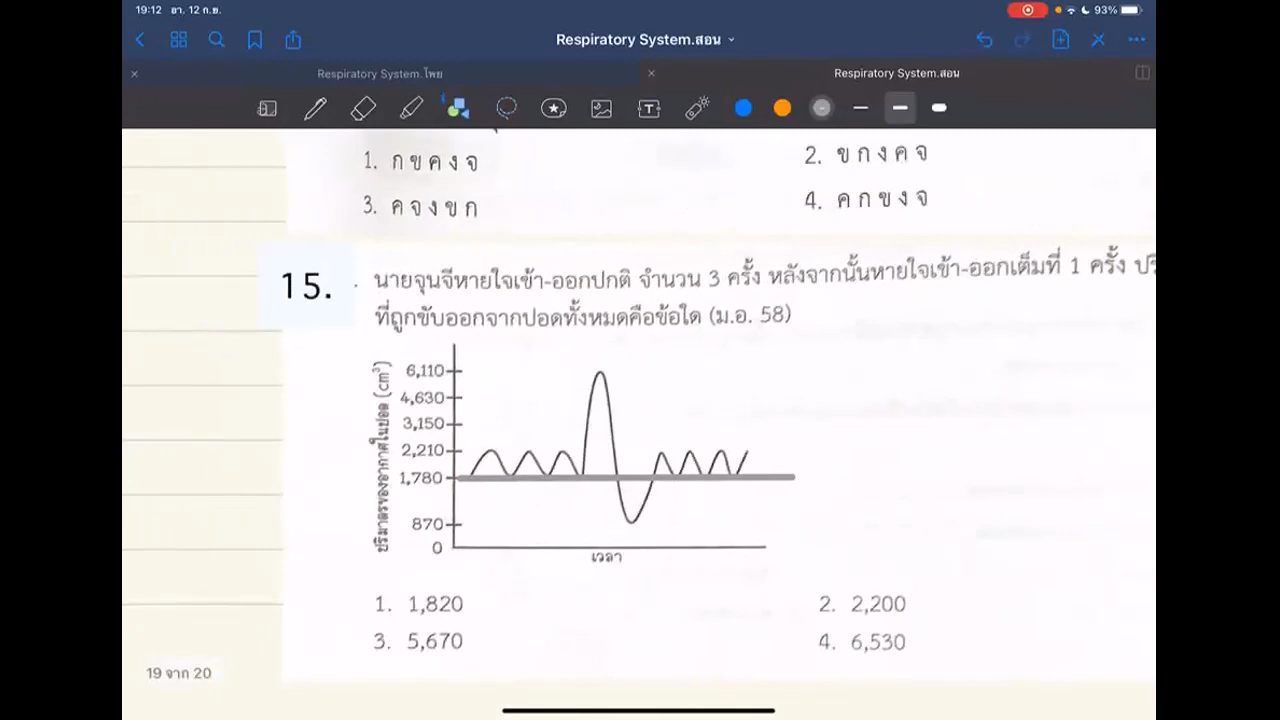 19:12 อา. 12 ก.ย.
93%
Respiratory System.สอน
Respiratory System.ไทย
Respiratory System.สอน
1. ก ข ค ง จ
2. ข ก ง ค จ
3. ค จ ง ข ก
4. ค ก ข ง จ
15. นายจุนจีหายใจเข้า-ออกปกติ จำนวน 3 ครั้ง หลังจากนั้นหายใจเข้า-ออกเต็มที่ 1 ครั้ง
ที่ถูกขับออกจากปอดทั้งหมดคือข้อใด (ม.อ. 58)
ปริมาตรของอากาศในปอด (cm³)
6,110
4,630
3,150
2,210
1,780
870
0
เวลา
1. 1,820
2. 2,200
3. 5,670
4. 6,530
19 จาก 20